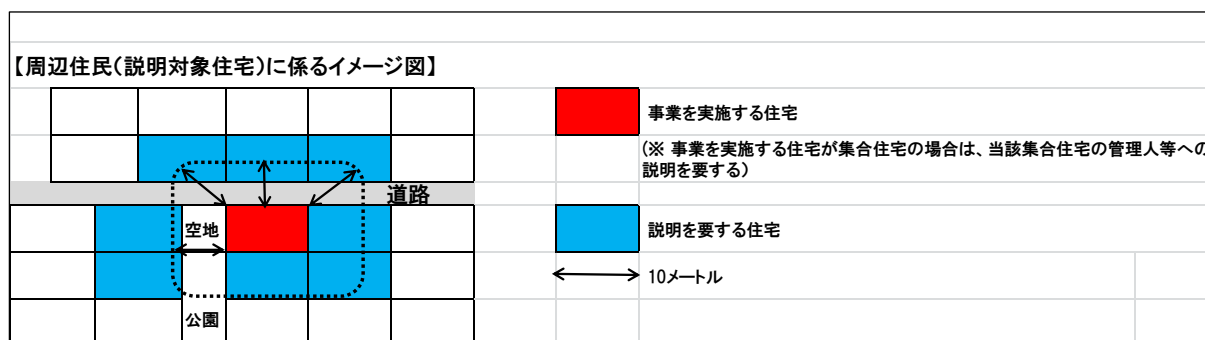 【周辺住民(説明対象住宅)に係るイメージ図】
事業を実施する住宅
(※ 事業を実施する住宅が集合住宅の場合は、当該集合住宅の管理人等への
説明を要する)
道路
空地
説明を要する住宅
10メートル
公園